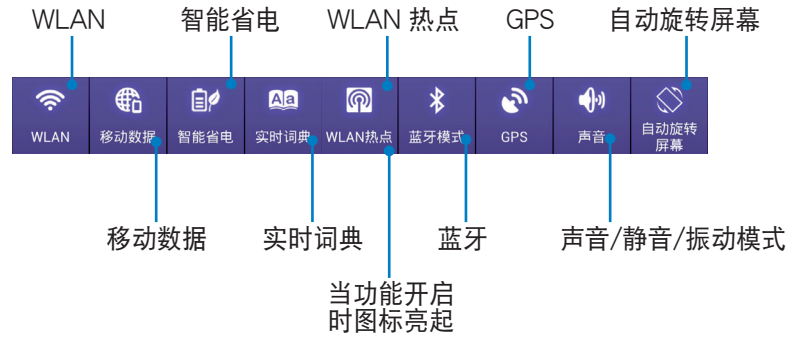 WLAN
智能省电
WLAN 热点
GPS
自动旋转屏幕
Aa
WLAN
移动数据
智能省电
实时词典
WLAN热点
蓝牙模式
GPS
声音
自动旋转
屏幕
移动数据
实时词典
蓝牙
声音/静音/振动模式
当功能开启
时图标亮起